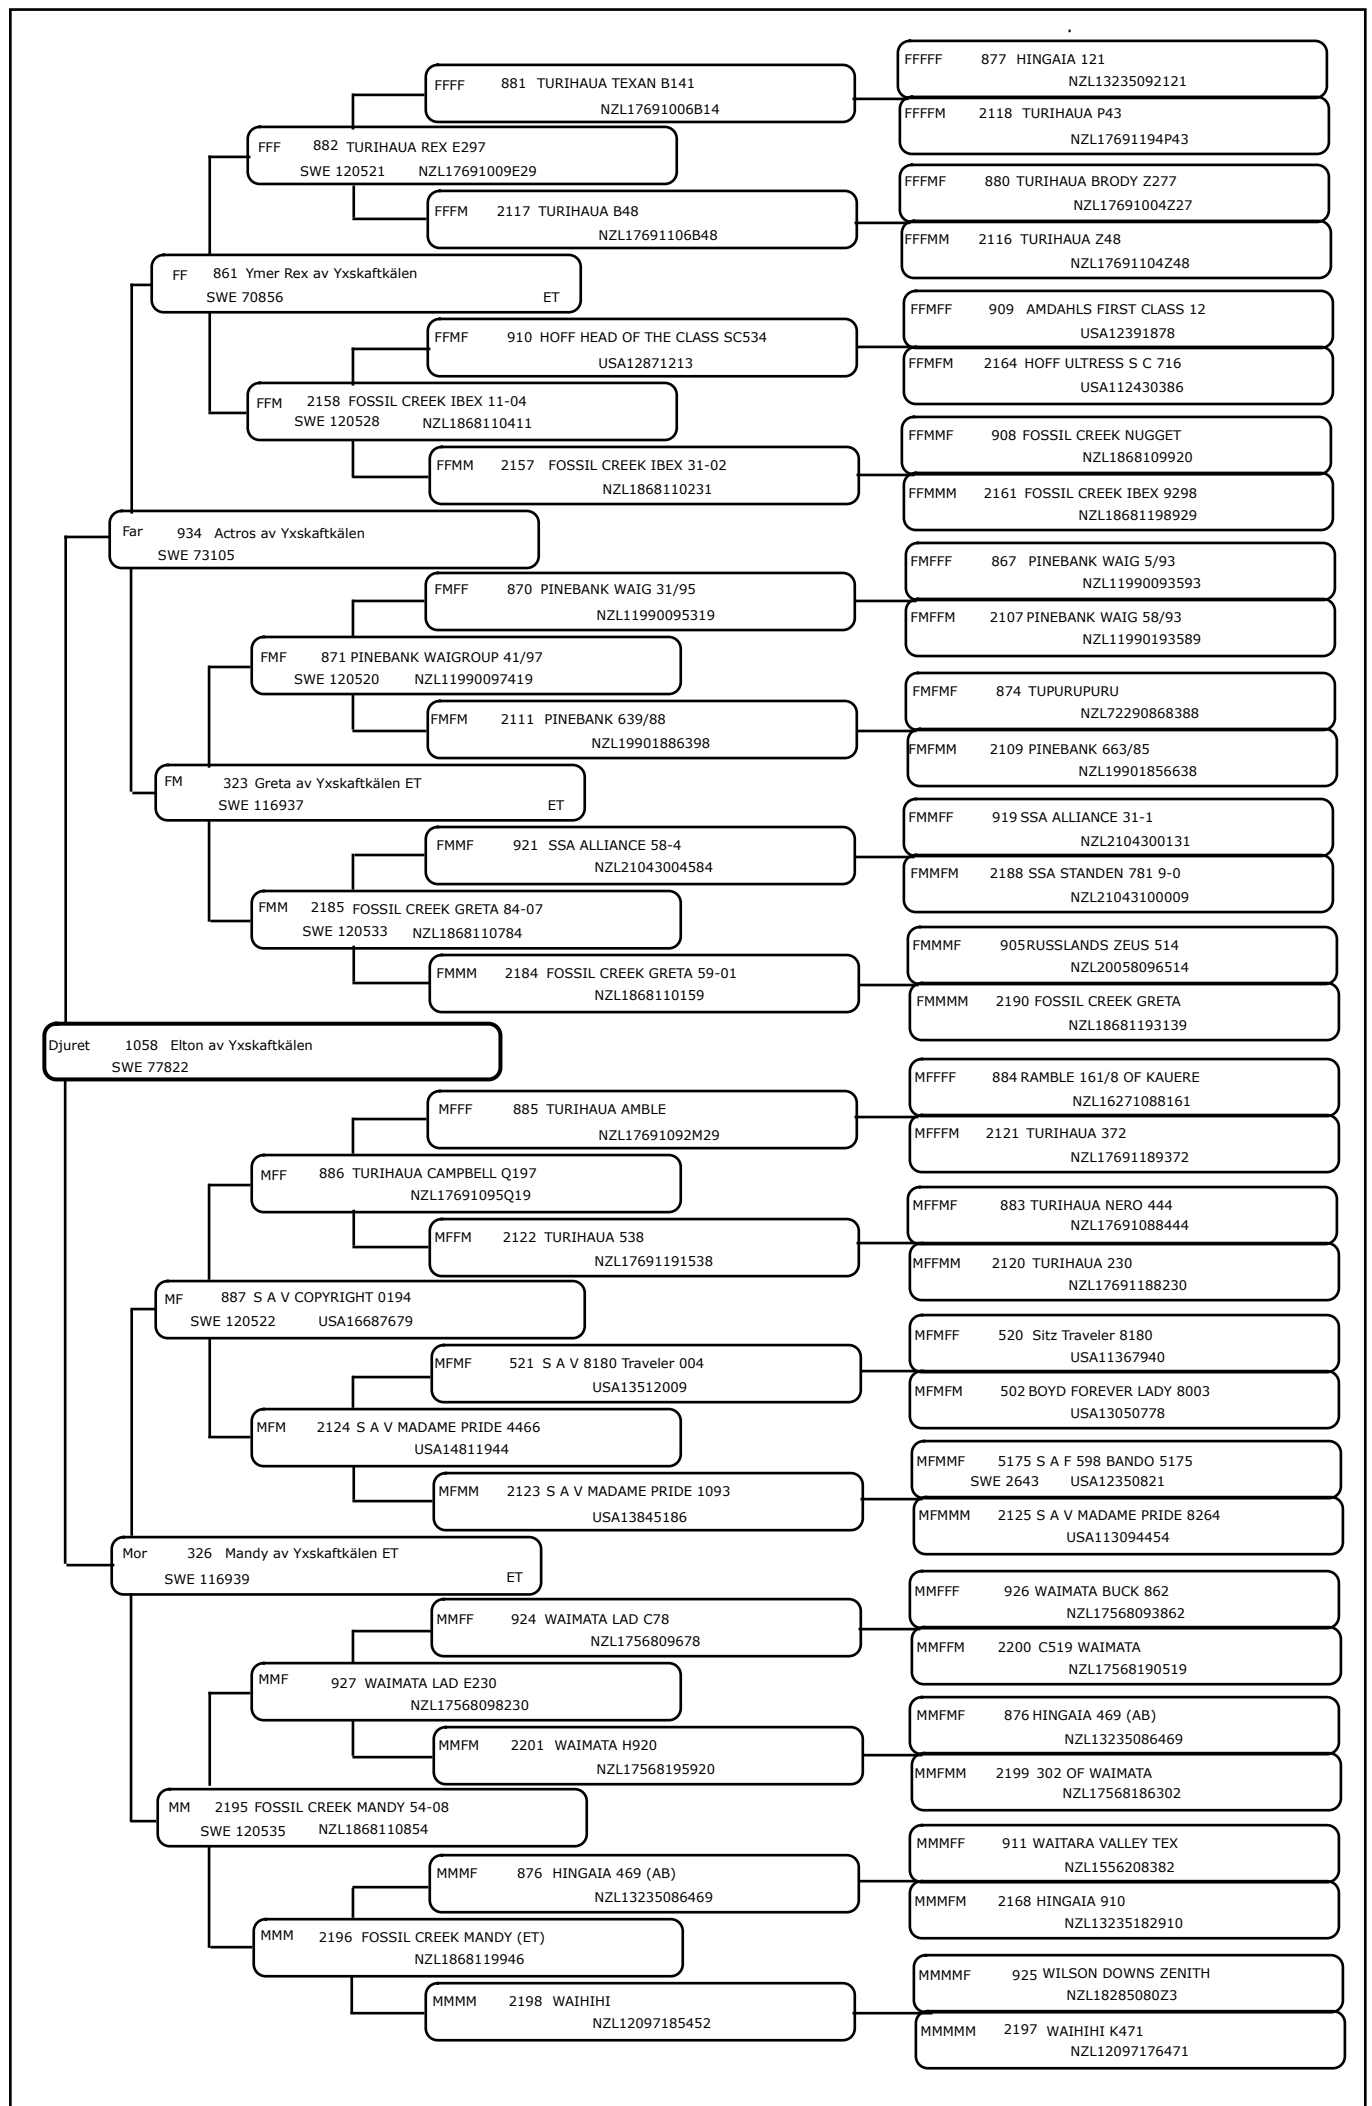 FFFFF 877 HINGAIA 121
NZL13235092121
FFFF 881 TURIHAUA TEXAN B141
NZL17691006B14
FFFFM 2118 TURIHAUA P43
NZL17691194P43
FFF 882 TURIHAUA REX E297
SWE 120521 NZL17691009E29
FFFMF 880 TURIHAUA BRODY Z277
NZL17691004Z27
FFFM 2117 TURIHAUA B48
NZL17691106B48
FFFMM 2116 TURIHAUA Z48
NZL17691104Z48
FF 861 Ymer Rex av Yxskaftkälen
SWE 70856 ET
FFMFF 909 AMDAHLS FIRST CLASS 12
USA12391878
FFMF 910 HOFF HEAD OF THE CLASS SC534
USA12871213
FFMFM 2164 HOFF ULTRESS S C 716
USA112430386
FFM 2158 FOSSIL CREEK IBEX 11-04
SWE 120528 NZL1868110411
FFMMF 908 FOSSIL CREEK NUGGET
NZL1868109920
FFMM 2157 FOSSIL CREEK IBEX 31-02
NZL1868110231
FFMMM 2161 FOSSIL CREEK IBEX 9298
NZL18681198929
Far 934 Actros av Yxskaftkälen
SWE 73105
FMFFF 867 PINEBANK WAIG 5/93
NZL11990093593
FMFF 870 PINEBANK WAIG 31/95
NZL11990095319
FMFFM 2107 PINEBANK WAIG 58/93
NZL11990193589
FMF 871 PINEBANK WAIGROUP 41/97
SWE 120520 NZL11990097419
FMFMF 874 TUPURUPURU
NZL72290868388
FMFM 2111 PINEBANK 639/88
NZL19901886398
FMFMM 2109 PINEBANK 663/85
NZL19901856638
FM 323 Greta av Yxskaftkälen ET
SWE 116937 ET
FMMFF 919 SSA ALLIANCE 31-1
NZL2104300131
FMMF 921 SSA ALLIANCE 58-4
NZL21043004584
FMMFM 2188 SSA STANDEN 781 9-0
NZL21043100009
FMM 2185 FOSSIL CREEK GRETA 84-07
SWE 120533 NZL1868110784
FMMMF 905 RUSSLANDS ZEUS 514
NZL20058096514
FMMM 2184 FOSSIL CREEK GRETA 59-01
NZL1868110159
FMMMM 2190 FOSSIL CREEK GRETA
NZL18681193139
Djuret 1058 Elton av Yxskaftkälen
SWE 77822
MFFFF 884 RAMBLE 161/8 OF KAUERE
NZL16271088161
MFFF 885 TURIHAUA AMBLE
NZL17691092M29
MFFFM 2121 TURIHAUA 372
NZL17691189372
MFF 886 TURIHAUA CAMPBELL Q197
NZL17691095Q19
MFFMF 883 TURIHAUA NERO 444
NZL17691088444
MFFM 2122 TURIHAUA 538
NZL17691191538
MFFMM 2120 TURIHAUA 230
NZL17691188230
MF 887 S A V COPYRIGHT 0194
SWE 120522 USA16687679
MFMFF 520 Sitz Traveler 8180
USA11367940
MFMF 521 S A V 8180 Traveler 004
USA13512009
MFMFM 502 BOYD FOREVER LADY 8003
USA13050778
MFM 2124 S A V MADAME PRIDE 4466
USA14811944
MFMMF 5175 S A F 598 BANDO 5175
SWE 2643 USA12350821
MFMM 2123 S A V MADAME PRIDE 1093
USA13845186
MFMMM 2125 S A V MADAME PRIDE 8264
USA113094454
Mor 326 Mandy av Yxskaftkälen ET
SWE 116939 ET
MMFFF 926 WAIMATA BUCK 862
NZL17568093862
MMFF 924 WAIMATA LAD C78
NZL1756809678
MMFFM 2200 C519 WAIMATA
NZL17568190519
MMF 927 WAIMATA LAD E230
NZL17568098230
MMFMF 876 HINGAIA 469 (AB)
NZL13235086469
MMFM 2201 WAIMATA H920
NZL17568195920
MMFMM 2199 302 OF WAIMATA
NZL17568186302
MM 2195 FOSSIL CREEK MANDY 54-08
SWE 120535 NZL1868110854
MMMFF 911 WAITARA VALLEY TEX
NZL1556208382
MMMF 876 HINGAIA 469 (AB)
NZL13235086469
MMMFM 2168 HINGAIA 910
NZL13235182910
MMM 2196 FOSSIL CREEK MANDY (ET)
NZL1868119946
MMMMF 925 WILSON DOWNS ZENITH
NZL18285080Z3
MMMM 2198 WAIHIHI
NZL12097185452
MMMMM 2197 WAIHIHI K471
NZL12097176471